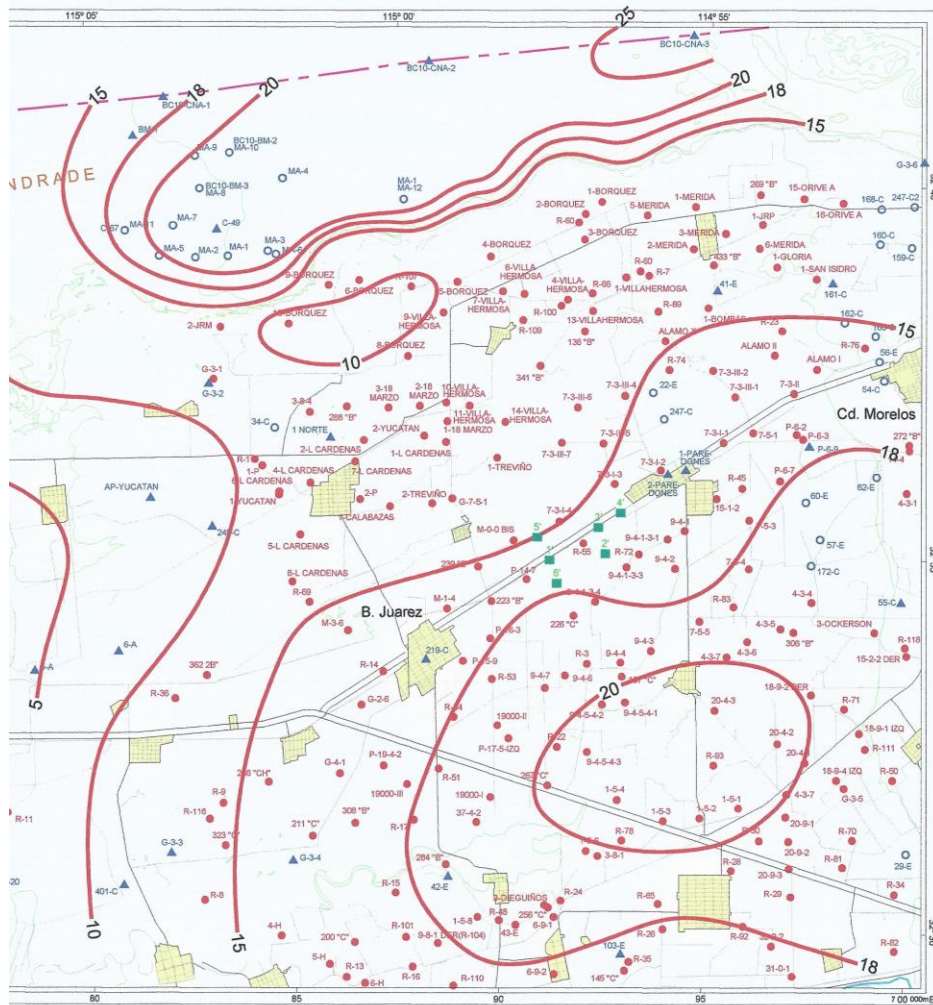 115° 05'
115° 00'
114° 55'
25
BC10-CNA-3
BC10-CNA-2
20
18
15
BC10-CNA-1
BC10-BM-2
MA-9
MA-10
MA-4
BC10-BM-3
MA-8
MA-1
MA-12
NDRADE
C-49
MA-7
MA-5
MA-2
MA-1
MA-3
MA-6
20
18
15
G-3-6
269 "B"
15-ORIVE A
16-ORIVE A
168-C
247-C2
1-BORQUEZ
2-BORQUEZ
5-MERIDA
1-MERIDA
R-60
1-JRP
3-BORQUEZ
3-MERIDA
2-MERIDA
6-MERIDA
160-C
159-C
4-BORQUEZ
433 "B"
1-GLORIA
6-VILLA-
HERMOSA
R-60
R-7
1-SAN ISIDRO
9-BORQUEZ
6-BORQUEZ
5-BORQUEZ
4-VILLA-
HERMOSA
R-66
1-VILLAHERMOSA
41-E
161-C
7-VILLA-
HERMOSA
R-100
R-89
1-BOMBAS
9-VILLA-
HERMOSA
R-109
13-VILLAHERMOSA
R-23
162-C
15
2-JRM
10
8-BORQUEZ
136 "B"
ALAMO II
R-76
56-E
341 "B"
R-74
7-3-III-2
ALAMO I
54-C
G-3-1
G-3-2
7-3-III-4
22-E
7-3-III-1
7-3-II
Cd. Morelos
3-8-4
288 "B"
3-18
MARZO
2-18
MARZO
10-VILLA-
HERMOSA
11-VILLA-
HERMOSA
14-VILLA-
HERMOSA
7-3-III-6
247-C
34-C
1 NORTE
2-YUCATAN
1-18 MARZO
7-3-III-5
7-3-I-1
7-5-1
P-6-2
P-6-3
P-6-9
272 "B"
2-L CARDENAS
1-L CARDENAS
7-3-III-7
18
1-P
4-L CARDENAS
7-L CARDENAS
1-TREVIÑO
7-3-I-3
7-3-I-2
1-PARE-
DONES
6-L CARDENAS
2-PARE-
DONES
P-6-7
62-E
AP-YUCATAN
1-YUCATAN
2-P
2-TREVIÑO
G-7-5-1
R-45
60-E
4-3-1
1-CALABAZAS
7-3-I-4
3'
4'
15-1-2
5-L CARDENAS
M-0-0 BIS
5'
9-4-1
9-4-1-3-1
57-E
R-55
2'
R-72
9-4-2
1'
8-L CARDENAS
P-14-7
6'
9-4-1-3-3
172-C
R-69
B. Juarez
M-1-4
223 "B"
226 "C"
R-83
4-3-4
55-C
M-3-6
P-16-3
7-5-5
4-3-5
306 "B"
3-OCKERSON
6-A
219-C
P-15-9
9-4-3
4-3-6
R-118
362 2B"
R-14
R-3
9-4-4
4-3-7
15-2-2 DER
5
R-36
G-2-6
R-53
9-4-7
9-4-6
20
18-9-2 DER
9-4-5-4-2
9-4-5-4-1
20-4-3
R-71
19000-II
18-9-1 IZQ
P-17-5-IZQ
R-22
20-4-2
R-111
P-19-4-2
9-4-5-4-3
R-93
G-4-1
R-51
267 "C"
18-9-4 IZQ
R-50
19000-III
19000-I
1-5-4
4-3-7
G-3-5
R-9
308 "B"
1-5-1
R-11
R-116
37-4-2
1-5-3
1-5-2
20-9-1
211 "C"
R-17
R-78
R-70
323 "C"
20-9-2
G-3-3
G-3-4
284 "B"
3-8-1
R-28
R-81
20-9-3
29-E
401-C
42-E
R-8
R-15
R-24
R-65
R-29
R-34
256 "C"
1-5-8
R-48
6-9-1
10
15
4-H
R-101
43-E
R-26
R-92
200 "C"
9-8-1 DER(R-104)
103-E
R-82
5-H
R-35
18
R-13
R-16
6-9-2
145 "C"
31-0-1
6-H
R-110
80
85
90
95
700 000m